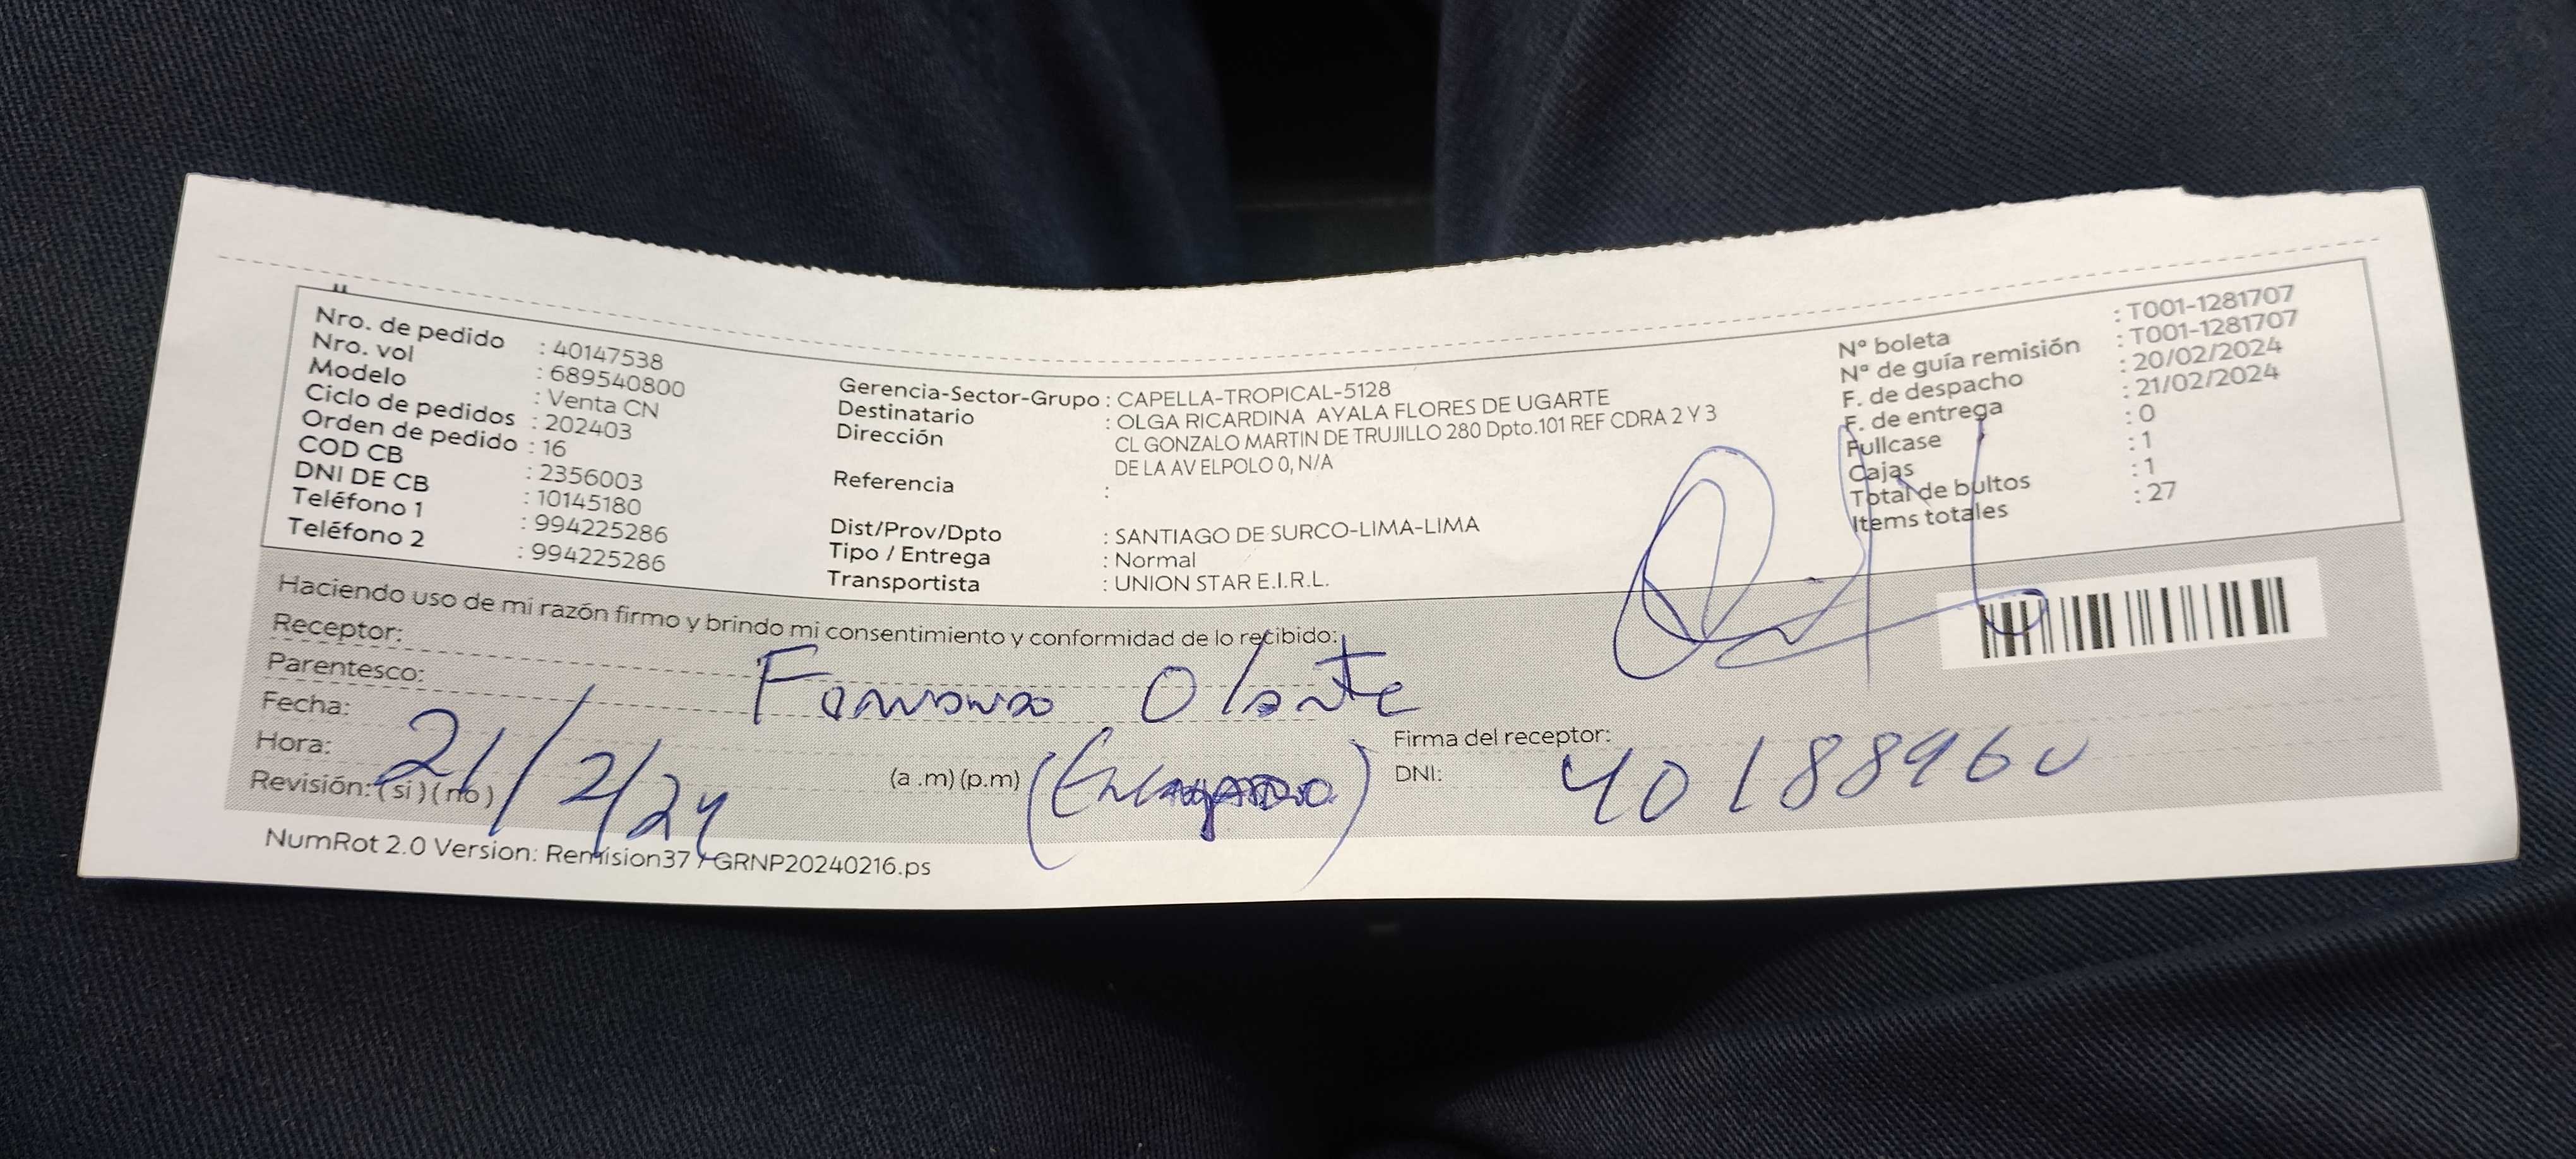 Nro. de pedido : 40147538
Nro. vol : 689540800
Modelo : Venta CN
Ciclo de pedidos : 202403
Orden de pedido : 16
COD CB : 2356003
DNI DE CB : 10145180
Teléfono 1 : 994225286
Teléfono 2 : 994225286
Gerencia-Sector-Grupo : CAPELLA-TROPICAL-5128
Destinatario : OLGA RICARDINA AYALA FLORES DE UGARTE
Dirección CL GONZALO MARTIN DE TRUJILLO 280 Dpto.101 REF CDRA 2 Y 3
DE LA AV ELPOLO 0, N/A
Referencia :
Dist/Prov/Dpto : SANTIAGO DE SURCO-LIMA-LIMA
Tipo / Entrega : Normal
Transportista : UNION STAR E.I.R.L.
Nº boleta : T001-1281707
Nº de guía remisión : T001-1281707
F. de despacho : 20/02/2024
F. de entrega : 21/02/2024
Fullcase : 0
Cajas : 1
Total de bultos : 1
Items totales : 27
Haciendo uso de mi razón firmo y brindo mi consentimiento y conformidad de lo recibido:
Receptor:
Parentesco: Olante
Fecha: 21/2/24
Hora: (a .m) (p.m)
Revisión: (si) (no)
Firma del receptor:
DNI:
NumRot 2.0 Version: Remision37 / GRNP20240216.ps